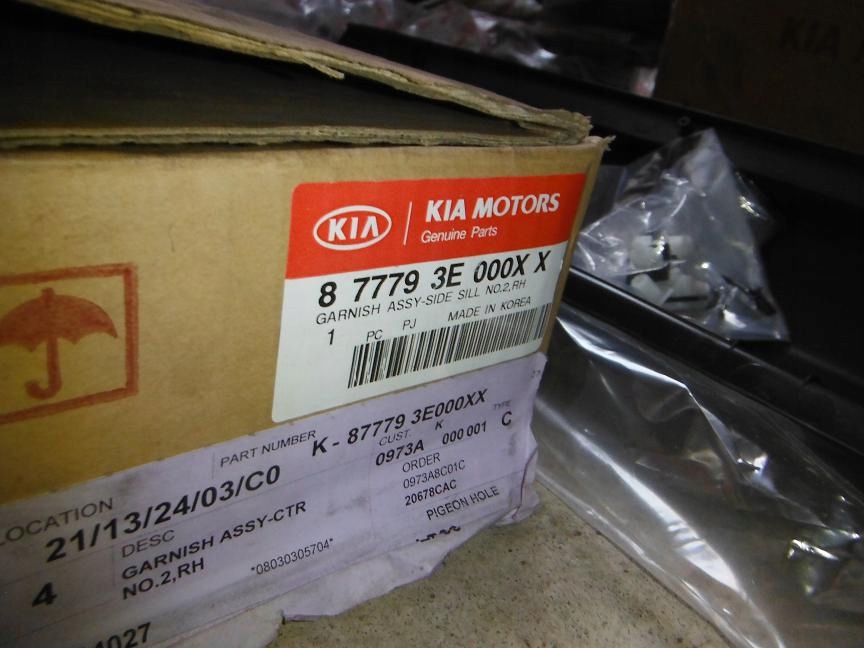 KIA
KIA
KIA MOTORS
Genuine Parts
8 7779 3E 000X X
GARNISH ASSY-SIDE SILL NO.2,RH
1 PC PJ MADE IN KOREA
PART NUMBER K - 87779 3E000XX
CUST. K TYPE
0973A 000 001 C
ORDER
0973A8C01C
20678CAC
PIGEON HOLE
LOCATION
21/13/24/03/C0
DESC
4 GARNISH ASSY-CTR
NO.2,RH *08030305704*
4027